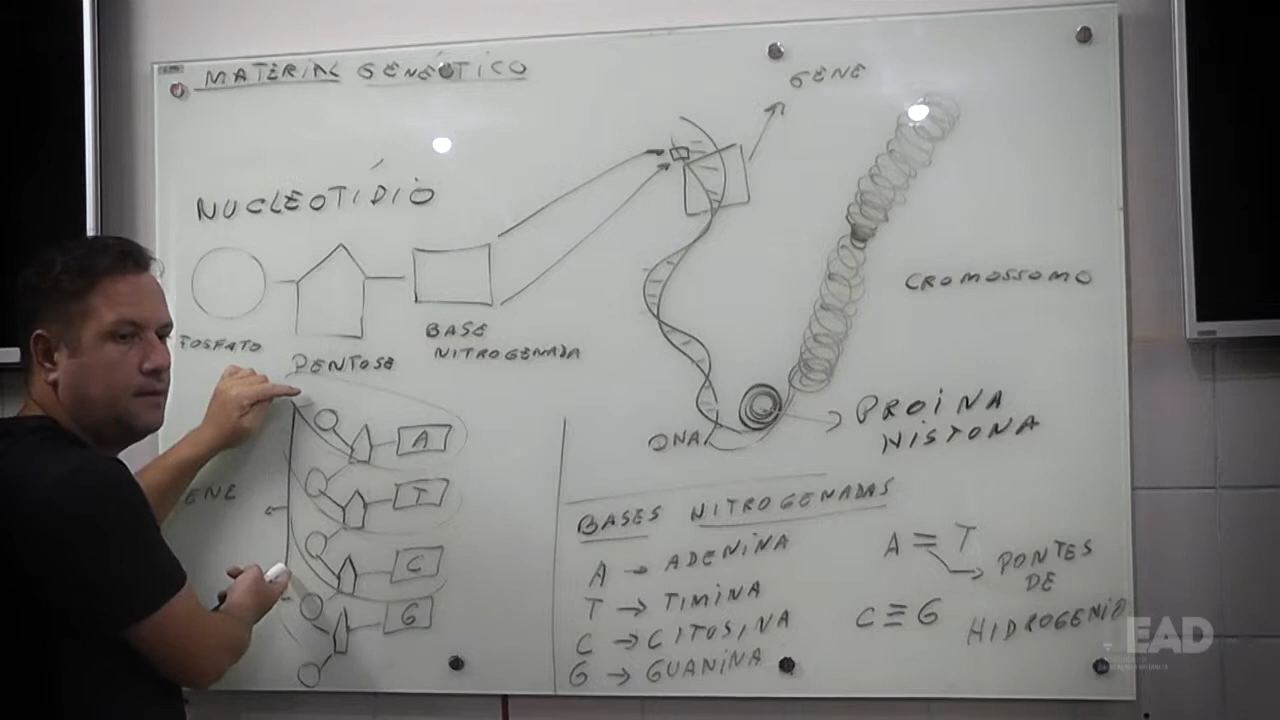 MATERIAL GENÉTICO
GENE
NUCLEOTÍDIO
CROMOSSOMO
FOSFATO
PENTOSE
BASE
NITROGENADA
PROINA
HISTONA
DNA
A
T
C
G
BASES NITROGENADAS
A → ADENINA
T → TIMINA
C → CITOSINA
G → GUANINA
A = T
PONTES
DE
HIDROGENIO
C ≡ G
EAD